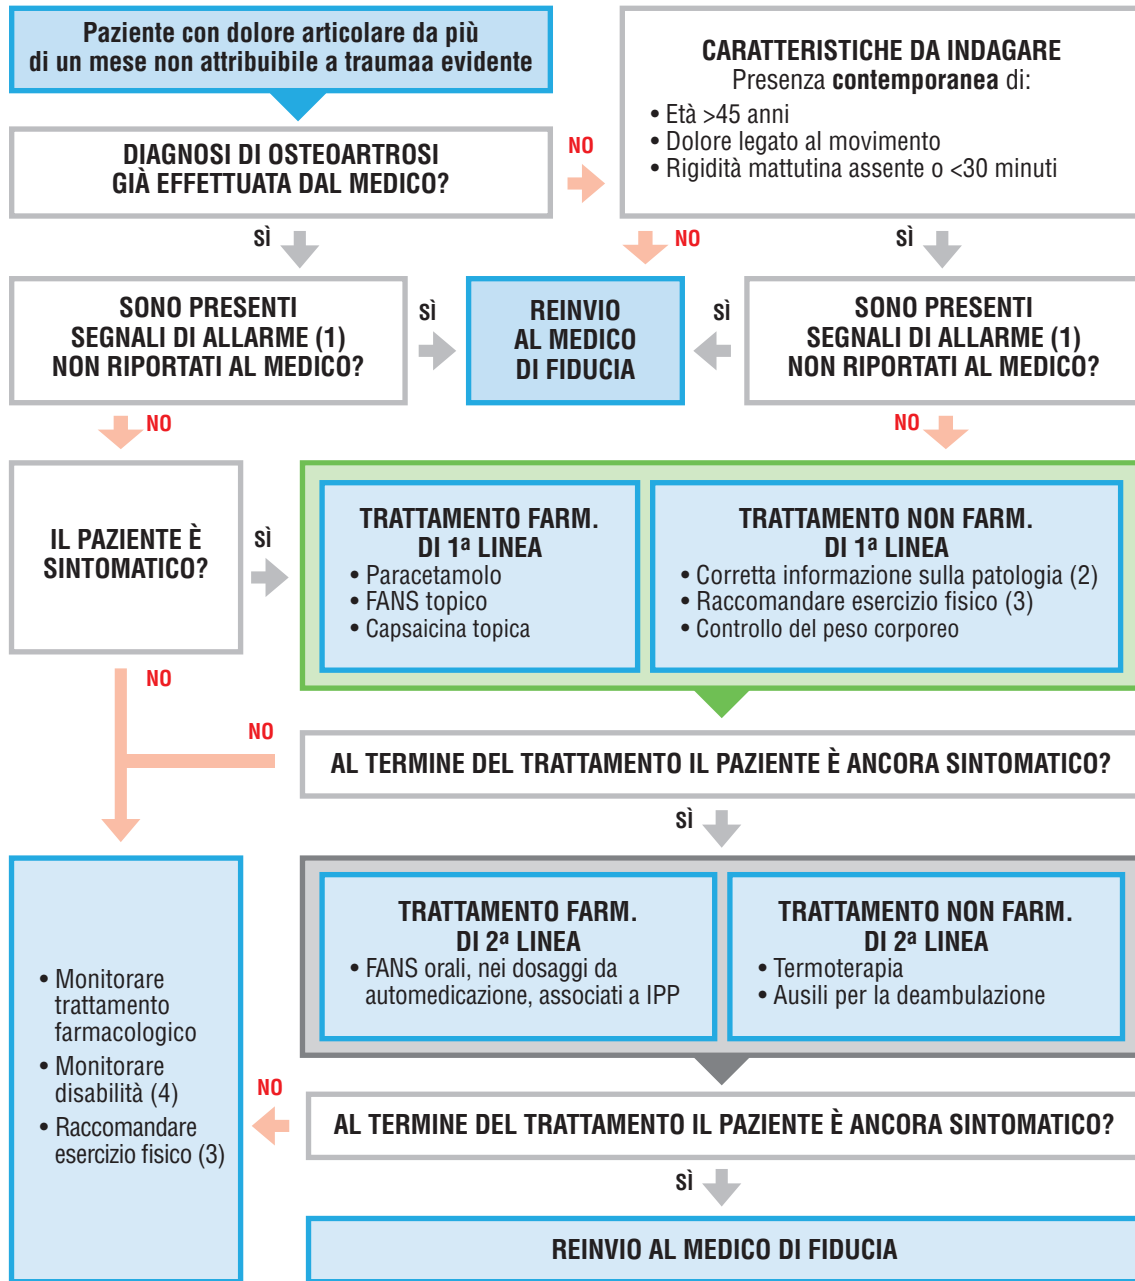 Paziente con dolore articolare da più
di un mese non attribuibile a traumaa evidente
CARATTERISTICHE DA INDAGARE
Presenza contemporanea di:
• Età >45 anni
• Dolore legato al movimento
• Rigidità mattutina assente o <30 minuti
DIAGNOSI DI OSTEOARTROSI
GIÀ EFFETTUATA DAL MEDICO?
NO
SÌ
NO
SÌ
SONO PRESENTI
SEGNALI DI ALLARME (1)
NON RIPORTATI AL MEDICO?
SÌ
REINVIO
AL MEDICO
DI FIDUCIA
SÌ
SONO PRESENTI
SEGNALI DI ALLARME (1)
NON RIPORTATI AL MEDICO?
NO
NO
IL PAZIENTE È
SINTOMATICO?
SÌ
TRATTAMENTO FARM.
DI 1ª LINEA
• Paracetamolo
• FANS topico
• Capsaicina topica
TRATTAMENTO NON FARM.
DI 1ª LINEA
• Corretta informazione sulla patologia (2)
• Raccomandare esercizio fisico (3)
• Controllo del peso corporeo
NO
NO
AL TERMINE DEL TRATTAMENTO IL PAZIENTE È ANCORA SINTOMATICO?
SÌ
TRATTAMENTO FARM.
DI 2ª LINEA
• FANS orali, nei dosaggi da
automedicazione, associati a IPP
TRATTAMENTO NON FARM.
DI 2ª LINEA
• Termoterapia
• Ausili per la deambulazione
• Monitorare
trattamento
farmacologico
• Monitorare
disabilità (4)
• Raccomandare
esercizio fisico (3)
NO
AL TERMINE DEL TRATTAMENTO IL PAZIENTE È ANCORA SINTOMATICO?
SÌ
REINVIO AL MEDICO DI FIDUCIA